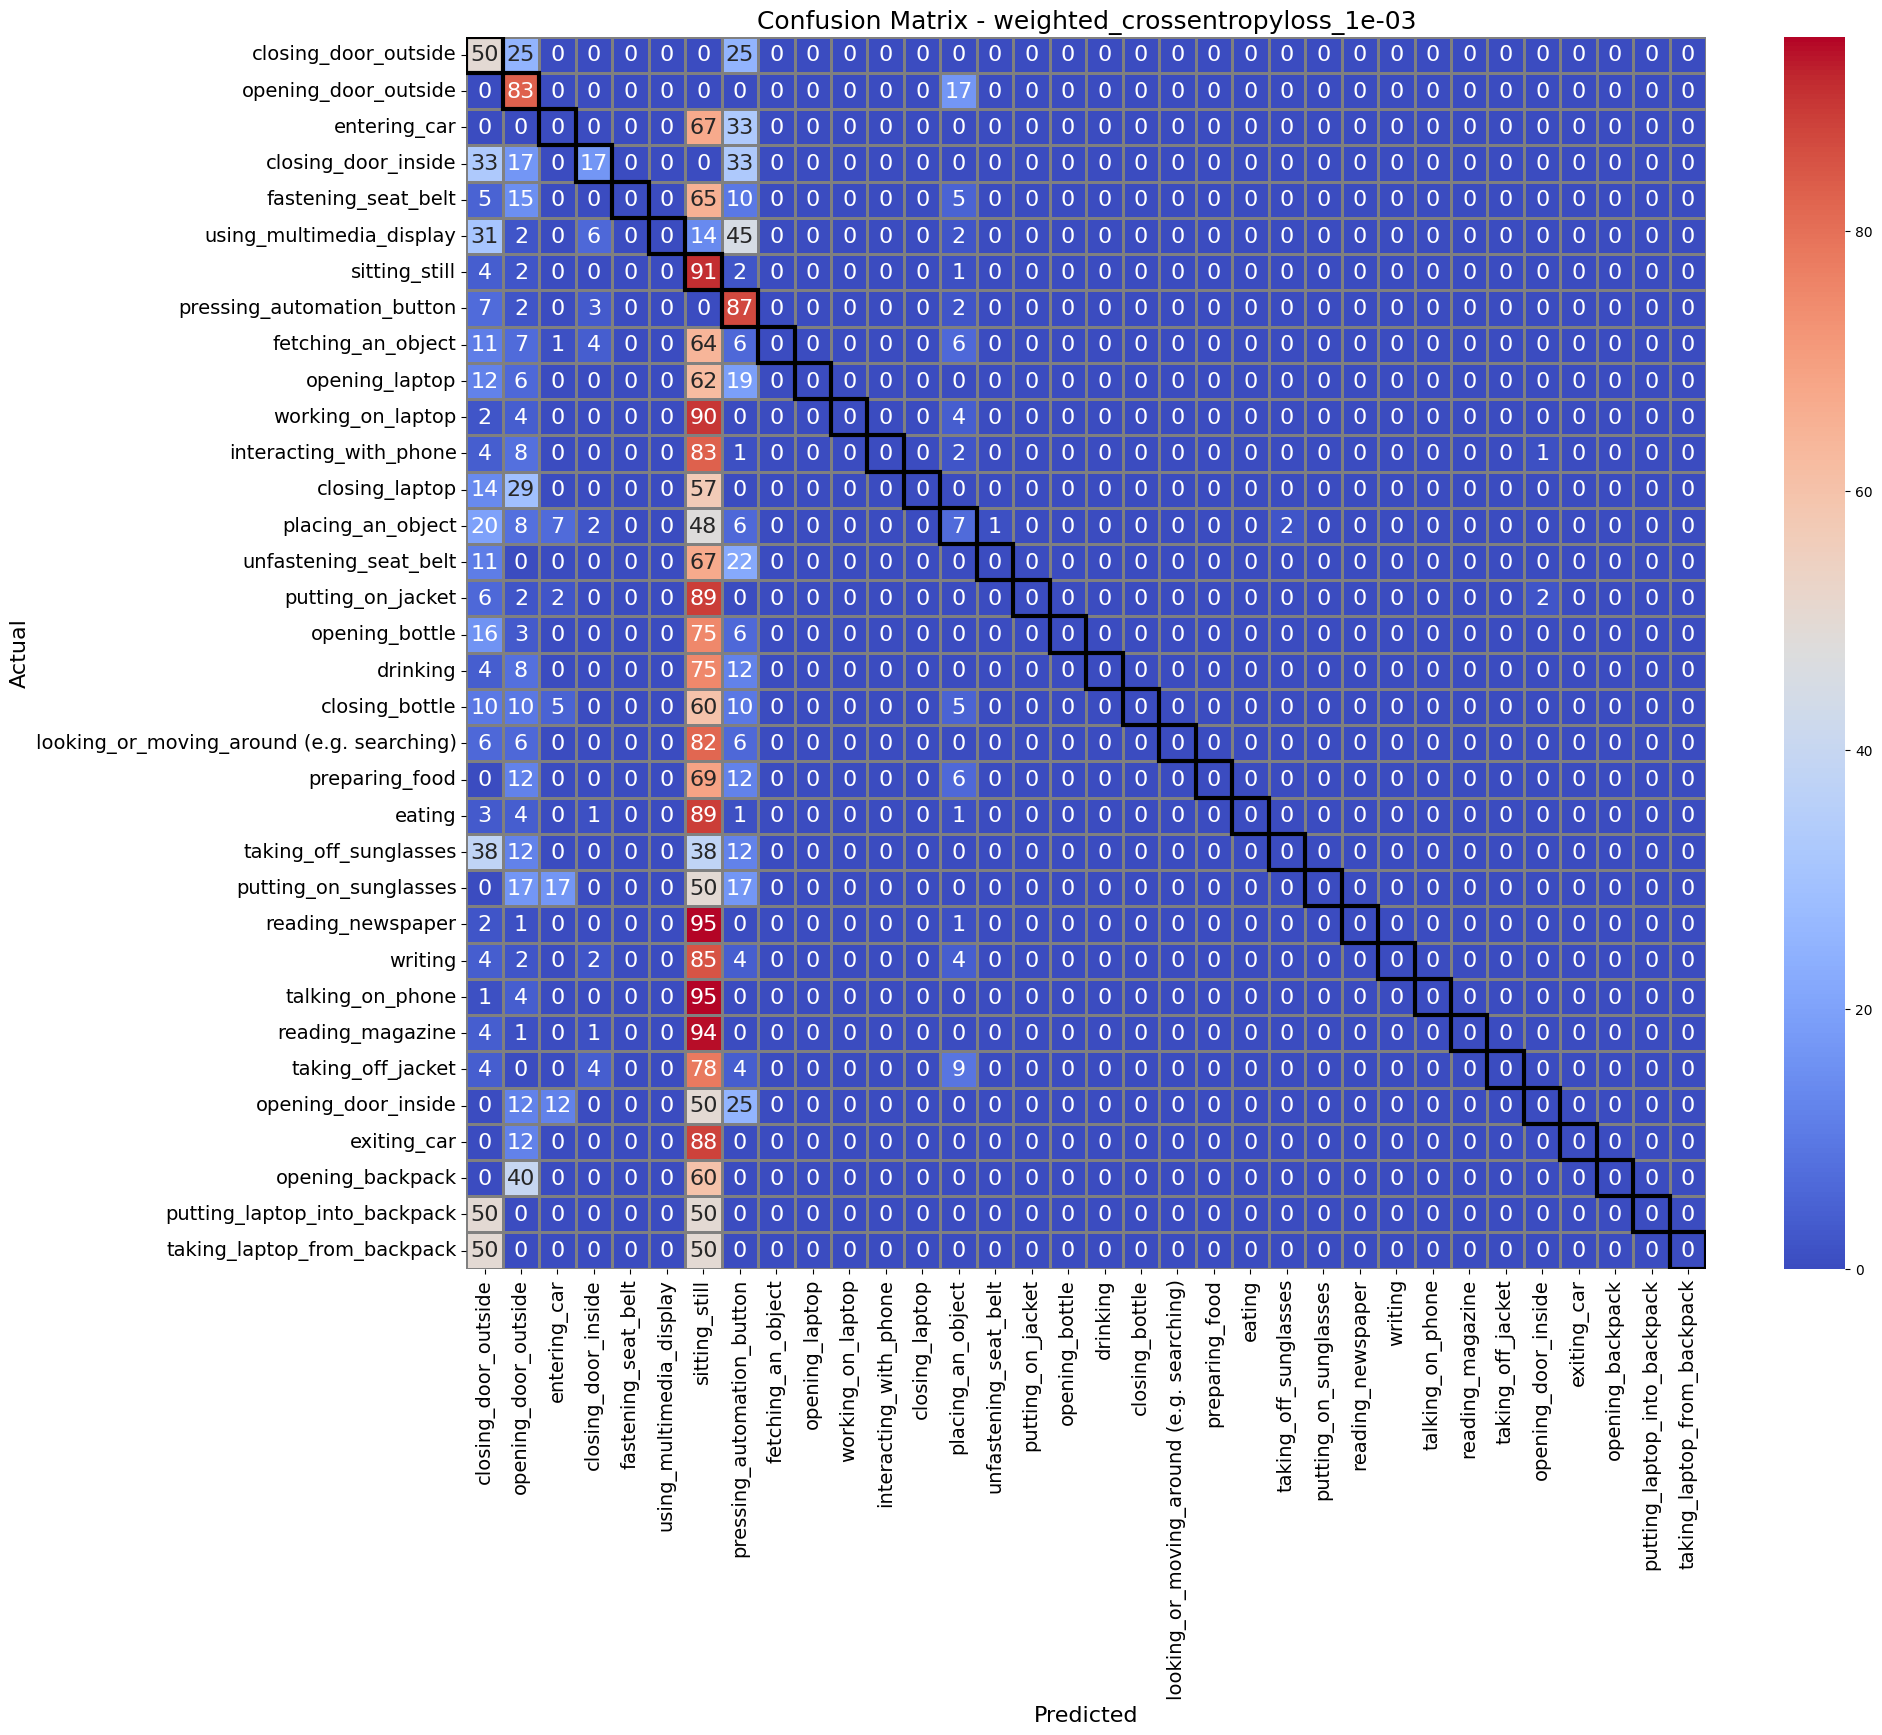 Confusion Matrix - weighted_crossentropyloss_1e-03
closing_door_outside 50 25 0 0 0 0 0 25 0 0 0 0 0 0 0 0 0 0 0 0 0 0 0 0 0 0 0 0 0 0 0 0 0 0
opening_door_outside 0 83 0 0 0 0 0 0 0 0 0 0 0 17 0 0 0 0 0 0 0 0 0 0 0 0 0 0 0 0 0 0 0 0
entering_car 0 0 0 0 0 0 67 33 0 0 0 0 0 0 0 0 0 0 0 0 0 0 0 0 0 0 0 0 0 0 0 0 0 0
closing_door_inside 33 17 0 17 0 0 0 33 0 0 0 0 0 0 0 0 0 0 0 0 0 0 0 0 0 0 0 0 0 0 0 0 0 0
fastening_seat_belt 5 15 0 0 0 0 65 10 0 0 0 0 0 5 0 0 0 0 0 0 0 0 0 0 0 0 0 0 0 0 0 0 0 0
using_multimedia_display 31 2 0 6 0 0 14 45 0 0 0 0 0 2 0 0 0 0 0 0 0 0 0 0 0 0 0 0 0 0 0 0 0 0
sitting_still 4 2 0 0 0 0 91 2 0 0 0 0 0 1 0 0 0 0 0 0 0 0 0 0 0 0 0 0 0 0 0 0 0 0
pressing_automation_button 7 2 0 3 0 0 0 87 0 0 0 0 0 2 0 0 0 0 0 0 0 0 0 0 0 0 0 0 0 0 0 0 0 0
fetching_an_object 11 7 1 4 0 0 64 6 0 0 0 0 0 6 0 0 0 0 0 0 0 0 0 0 0 0 0 0 0 0 0 0 0 0
opening_laptop 12 6 0 0 0 0 62 19 0 0 0 0 0 0 0 0 0 0 0 0 0 0 0 0 0 0 0 0 0 0 0 0 0 0
working_on_laptop 2 4 0 0 0 0 90 0 0 0 0 0 0 4 0 0 0 0 0 0 0 0 0 0 0 0 0 0 0 0 0 0 0 0
interacting_with_phone 4 8 0 0 0 0 83 1 0 0 0 0 0 2 0 0 0 0 0 0 0 0 0 0 0 0 0 0 0 1 0 0 0 0
closing_laptop 14 29 0 0 0 0 57 0 0 0 0 0 0 0 0 0 0 0 0 0 0 0 0 0 0 0 0 0 0 0 0 0 0 0
placing_an_object 20 8 7 2 0 0 48 6 0 0 0 0 0 7 1 0 0 0 0 0 0 0 2 0 0 0 0 0 0 0 0 0 0 0
unfastening_seat_belt 11 0 0 0 0 0 67 22 0 0 0 0 0 0 0 0 0 0 0 0 0 0 0 0 0 0 0 0 0 0 0 0 0 0
putting_on_jacket 6 2 2 0 0 0 89 0 0 0 0 0 0 0 0 0 0 0 0 0 0 0 0 0 0 0 0 0 0 2 0 0 0 0
opening_bottle 16 3 0 0 0 0 75 6 0 0 0 0 0 0 0 0 0 0 0 0 0 0 0 0 0 0 0 0 0 0 0 0 0 0
drinking 4 8 0 0 0 0 75 12 0 0 0 0 0 0 0 0 0 0 0 0 0 0 0 0 0 0 0 0 0 0 0 0 0 0
closing_bottle 10 10 5 0 0 0 60 10 0 0 0 0 0 5 0 0 0 0 0 0 0 0 0 0 0 0 0 0 0 0 0 0 0 0
looking_or_moving_around (e.g. searching) 6 6 0 0 0 0 82 6 0 0 0 0 0 0 0 0 0 0 0 0 0 0 0 0 0 0 0 0 0 0 0 0 0 0
preparing_food 0 12 0 0 0 0 69 12 0 0 0 0 0 6 0 0 0 0 0 0 0 0 0 0 0 0 0 0 0 0 0 0 0 0
eating 3 4 0 1 0 0 89 1 0 0 0 0 0 1 0 0 0 0 0 0 0 0 0 0 0 0 0 0 0 0 0 0 0 0
taking_off_sunglasses 38 12 0 0 0 0 38 12 0 0 0 0 0 0 0 0 0 0 0 0 0 0 0 0 0 0 0 0 0 0 0 0 0 0
putting_on_sunglasses 0 17 17 0 0 0 50 17 0 0 0 0 0 0 0 0 0 0 0 0 0 0 0 0 0 0 0 0 0 0 0 0 0 0
reading_newspaper 2 1 0 0 0 0 95 0 0 0 0 0 0 1 0 0 0 0 0 0 0 0 0 0 0 0 0 0 0 0 0 0 0 0
writing 4 2 0 2 0 0 85 4 0 0 0 0 0 4 0 0 0 0 0 0 0 0 0 0 0 0 0 0 0 0 0 0 0 0
talking_on_phone 1 4 0 0 0 0 95 0 0 0 0 0 0 0 0 0 0 0 0 0 0 0 0 0 0 0 0 0 0 0 0 0 0 0
reading_magazine 4 1 0 1 0 0 94 0 0 0 0 0 0 0 0 0 0 0 0 0 0 0 0 0 0 0 0 0 0 0 0 0 0 0
taking_off_jacket 4 0 0 4 0 0 78 4 0 0 0 0 0 9 0 0 0 0 0 0 0 0 0 0 0 0 0 0 0 0 0 0 0 0
opening_door_inside 0 12 12 0 0 0 50 25 0 0 0 0 0 0 0 0 0 0 0 0 0 0 0 0 0 0 0 0 0 0 0 0 0 0
exiting_car 0 12 0 0 0 0 88 0 0 0 0 0 0 0 0 0 0 0 0 0 0 0 0 0 0 0 0 0 0 0 0 0 0 0
opening_backpack 0 40 0 0 0 0 60 0 0 0 0 0 0 0 0 0 0 0 0 0 0 0 0 0 0 0 0 0 0 0 0 0 0 0
putting_laptop_into_backpack 50 0 0 0 0 0 50 0 0 0 0 0 0 0 0 0 0 0 0 0 0 0 0 0 0 0 0 0 0 0 0 0 0 0
taking_laptop_from_backpack 50 0 0 0 0 0 50 0 0 0 0 0 0 0 0 0 0 0 0 0 0 0 0 0 0 0 0 0 0 0 0 0 0 0
Actual
closing_door_outside
opening_door_outside
entering_car
closing_door_inside
fastening_seat_belt
using_multimedia_display
sitting_still
pressing_automation_button
fetching_an_object
opening_laptop
working_on_laptop
interacting_with_phone
closing_laptop
placing_an_object
unfastening_seat_belt
putting_on_jacket
opening_bottle
drinking
closing_bottle
looking_or_moving_around (e.g. searching)
preparing_food
eating
taking_off_sunglasses
putting_on_sunglasses
reading_newspaper
writing
talking_on_phone
reading_magazine
taking_off_jacket
opening_door_inside
exiting_car
opening_backpack
putting_laptop_into_backpack
taking_laptop_from_backpack
Predicted
80
60
40
20
0